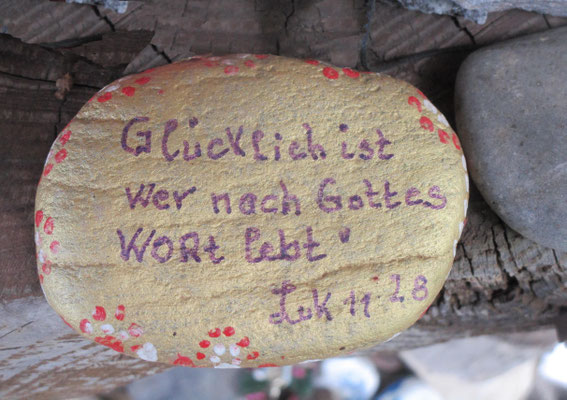 Glücklich ist
wer nach Gottes
WORt lebt"
Luk 11 28